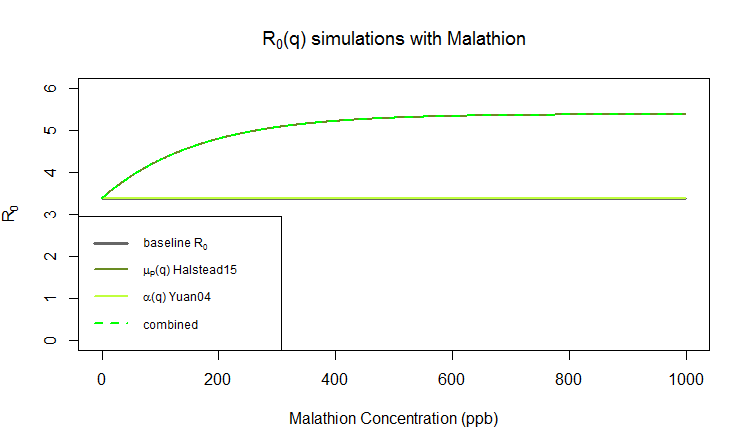 R₀(q) simulations with Malathion
6
5
4
3
2
1
0
R₀
baseline R₀
μₚ(q) Halstead15
α(q) Yuan04
combined
0 200 400 600 800 1000
Malathion Concentration (ppb)